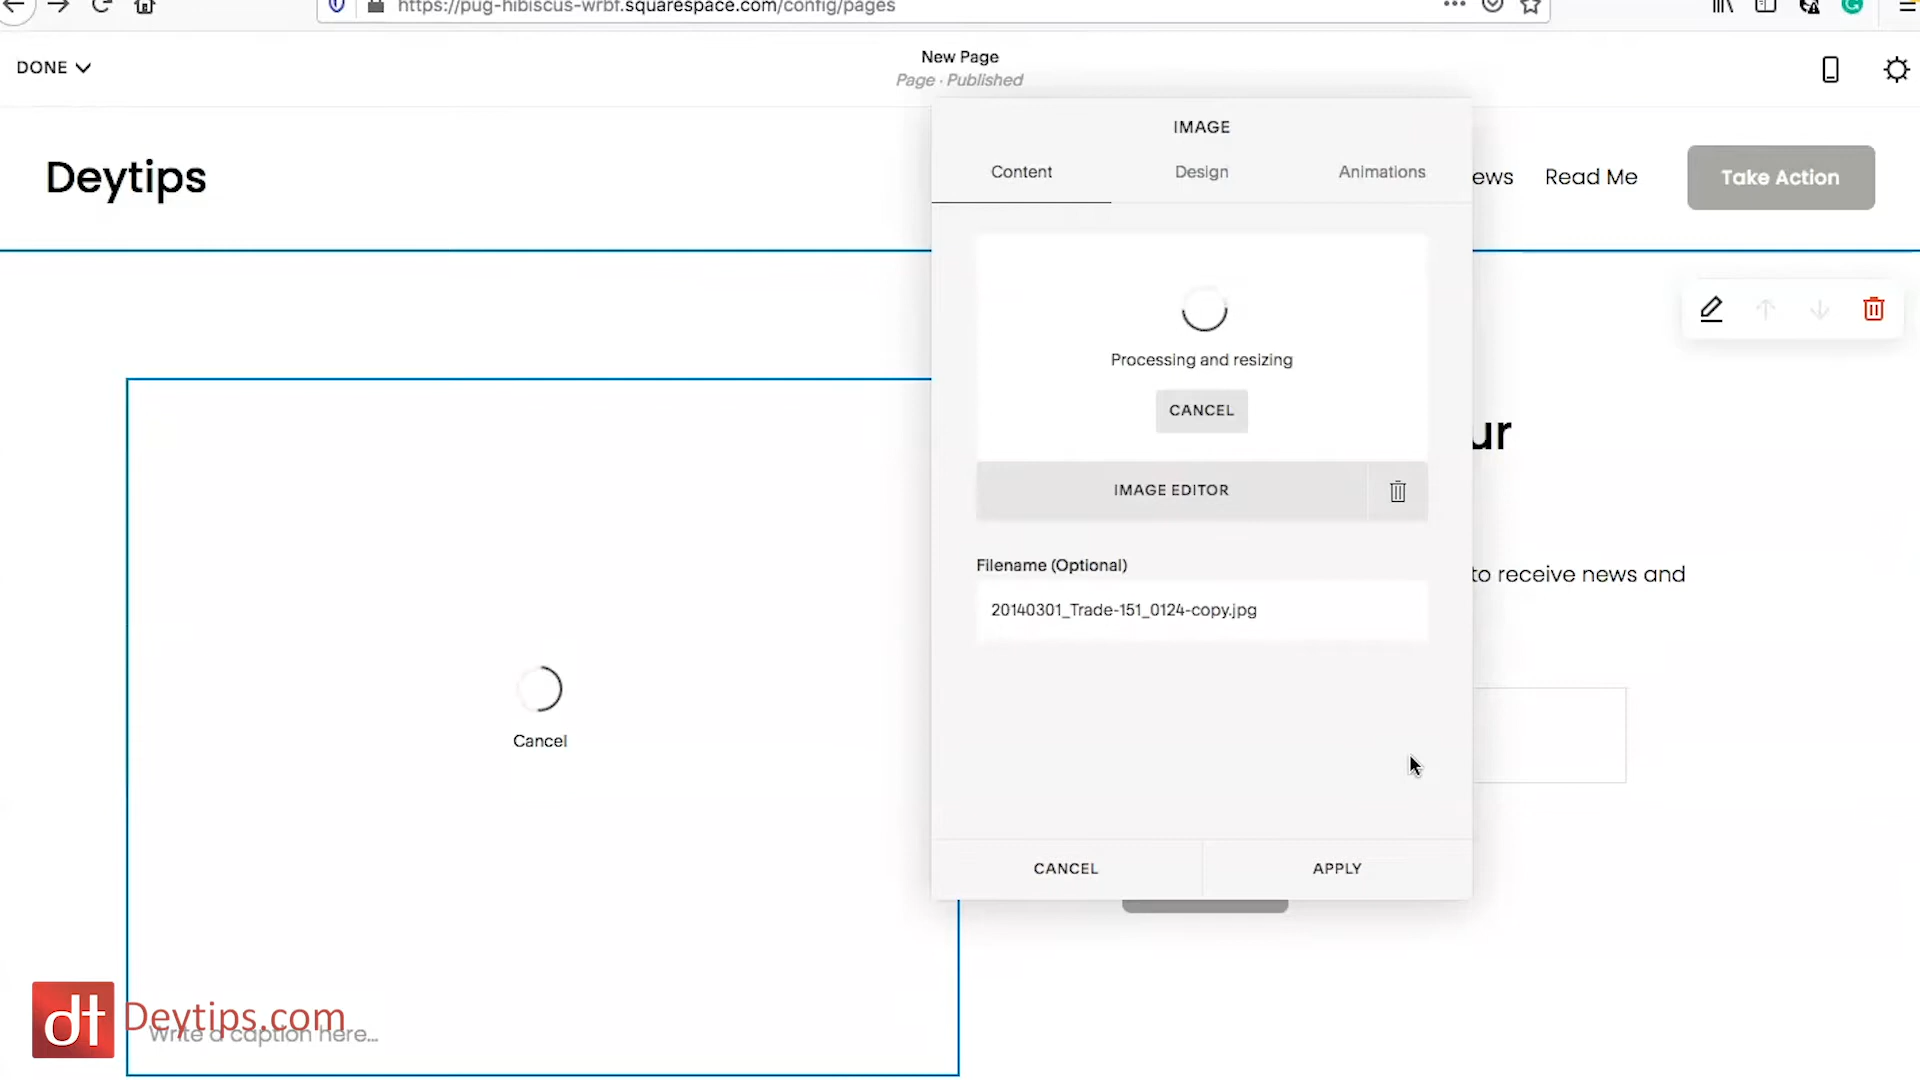 https://pug-hibiscus-wrbf.squarespace.com/config/pages
DONE
New Page
Page · Published
Deytips
ews
Read Me
Take Action
IMAGE
Content
Design
Animations
Processing and resizing
CANCEL
IMAGE EDITOR
ur
Filename (Optional)
20140301_Trade-151_0124-copy.jpg
to receive news and
Cancel
CANCEL
APPLY
dt
Deytips.com
Write a caption here...